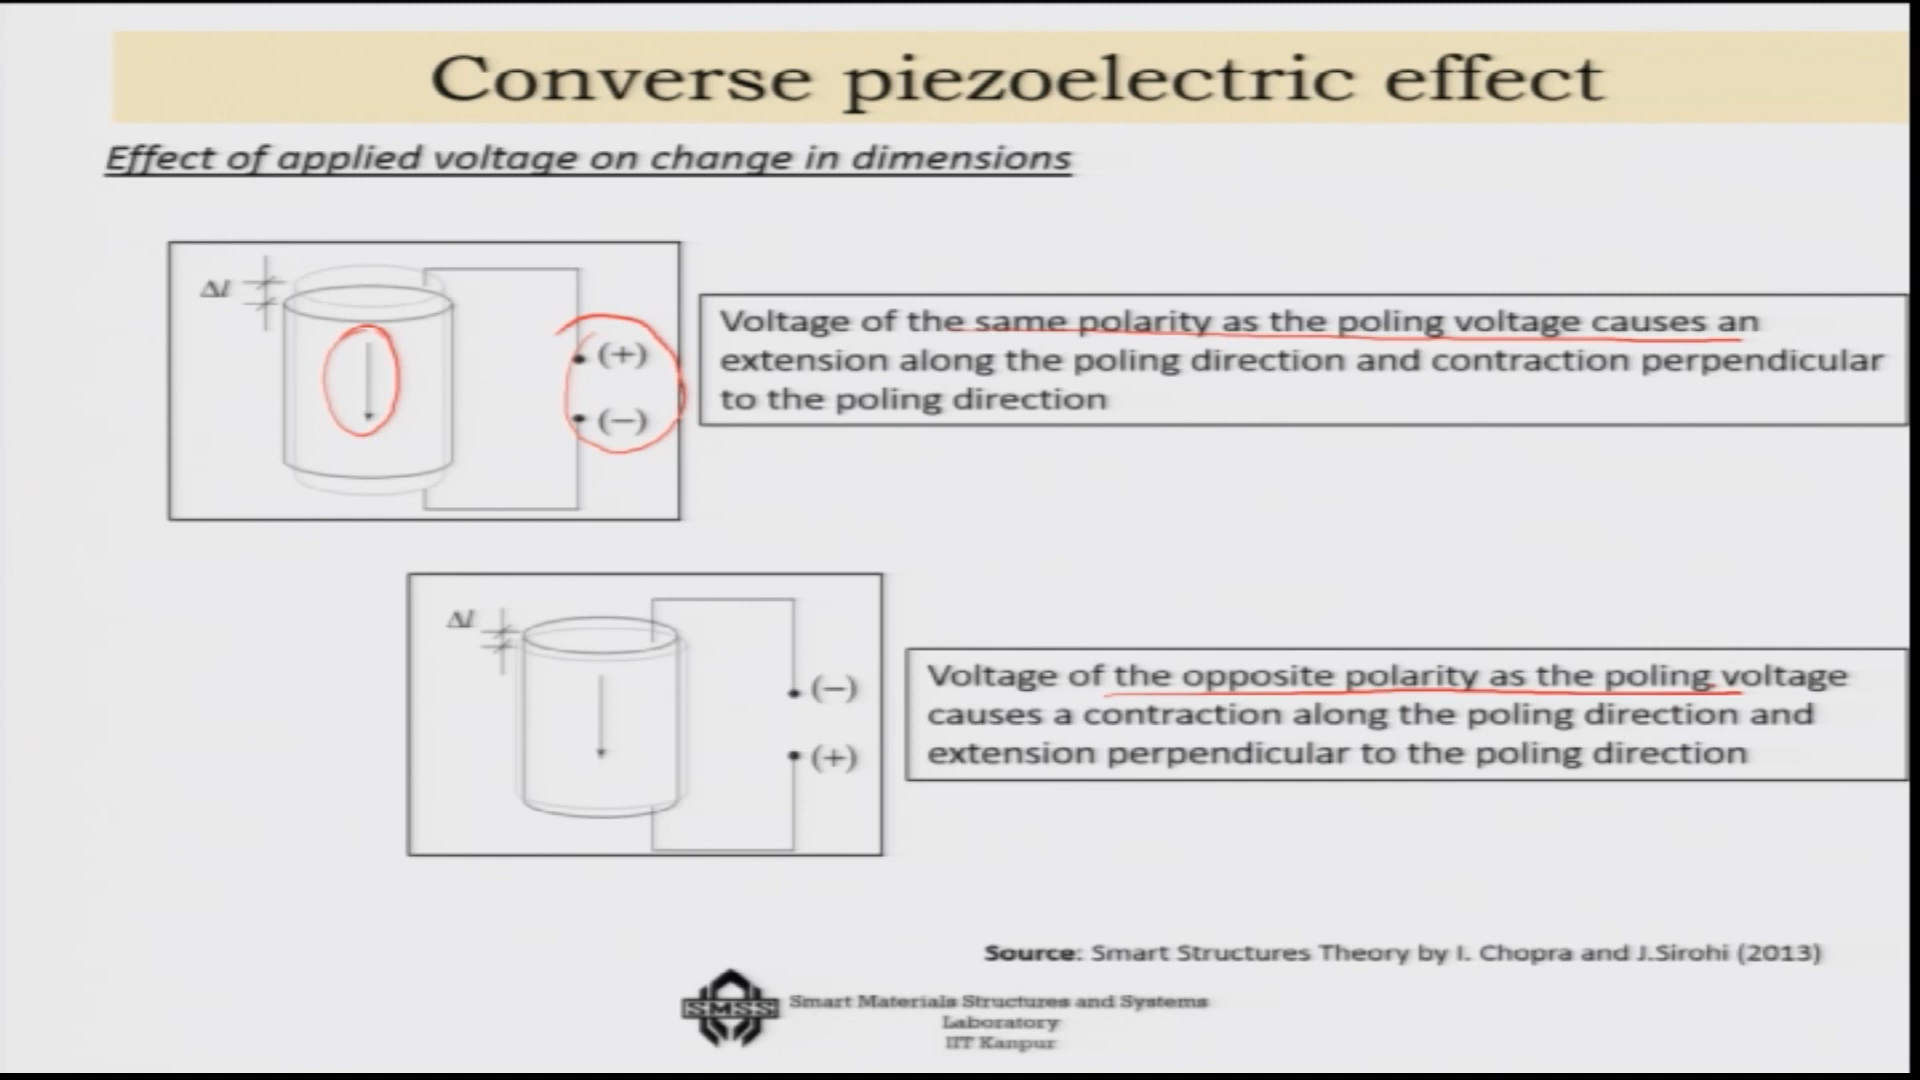 Converse piezoelectric effect
Effect of applied voltage on change in dimensions
Δl
(+)
(−)
Voltage of the same polarity as the poling voltage causes an
extension along the poling direction and contraction perpendicular
to the poling direction
Δl
(−)
(+)
Voltage of the opposite polarity as the poling voltage
causes a contraction along the poling direction and
extension perpendicular to the poling direction
Source: Smart Structures Theory by I. Chopra and J.Sirohi (2013)
SMSS
Smart Materials Structures and Systems
Laboratory
IIT Kanpur